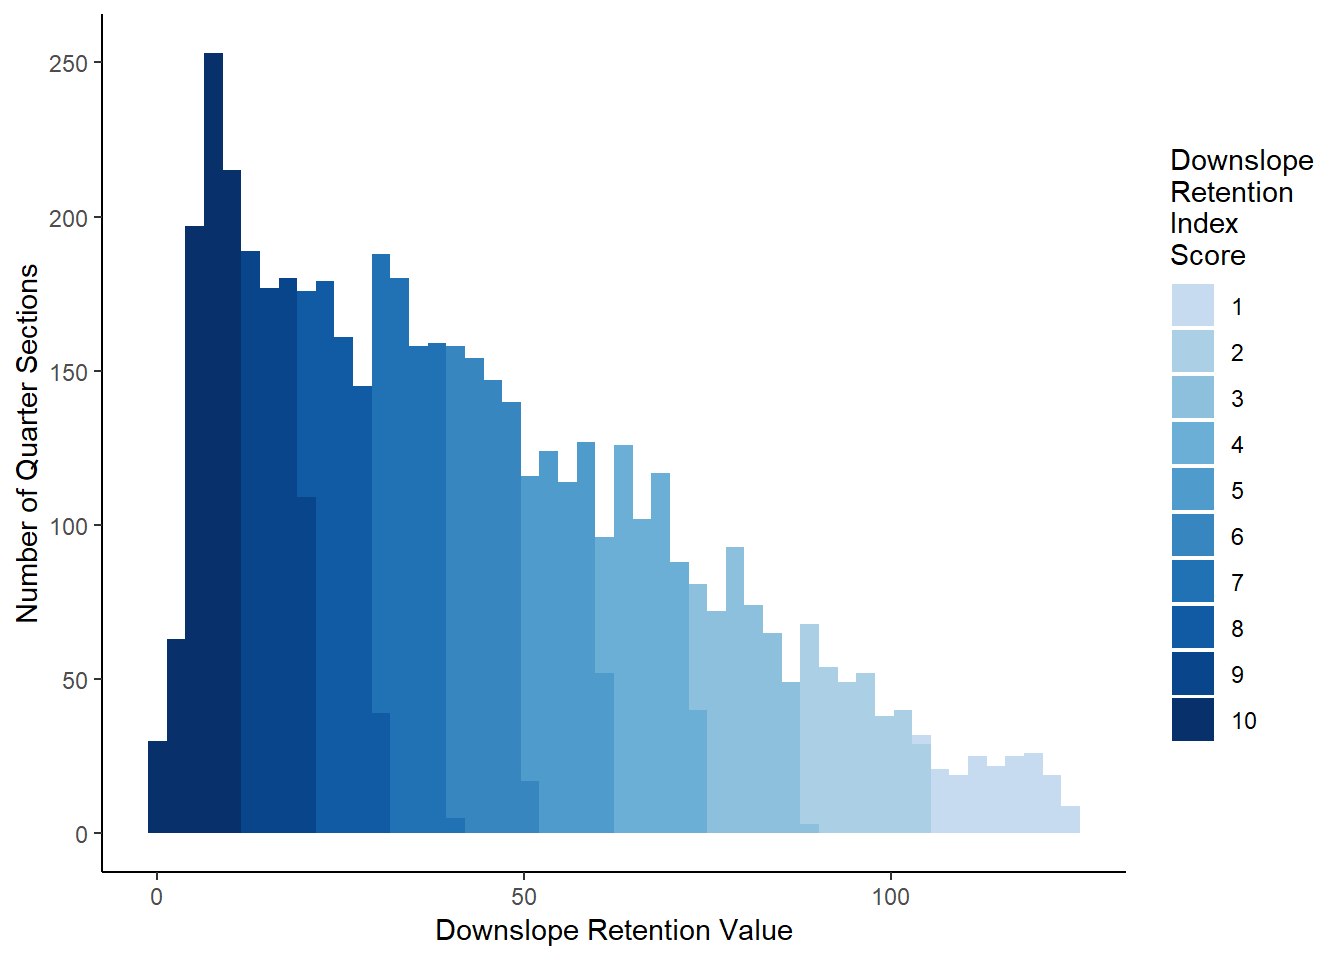 250
200
150
100
50
0
Number of Quarter Sections
0 50 100
Downslope Retention Value
Downslope
Retention
Index
Score
1
2
3
4
5
6
7
8
9
10